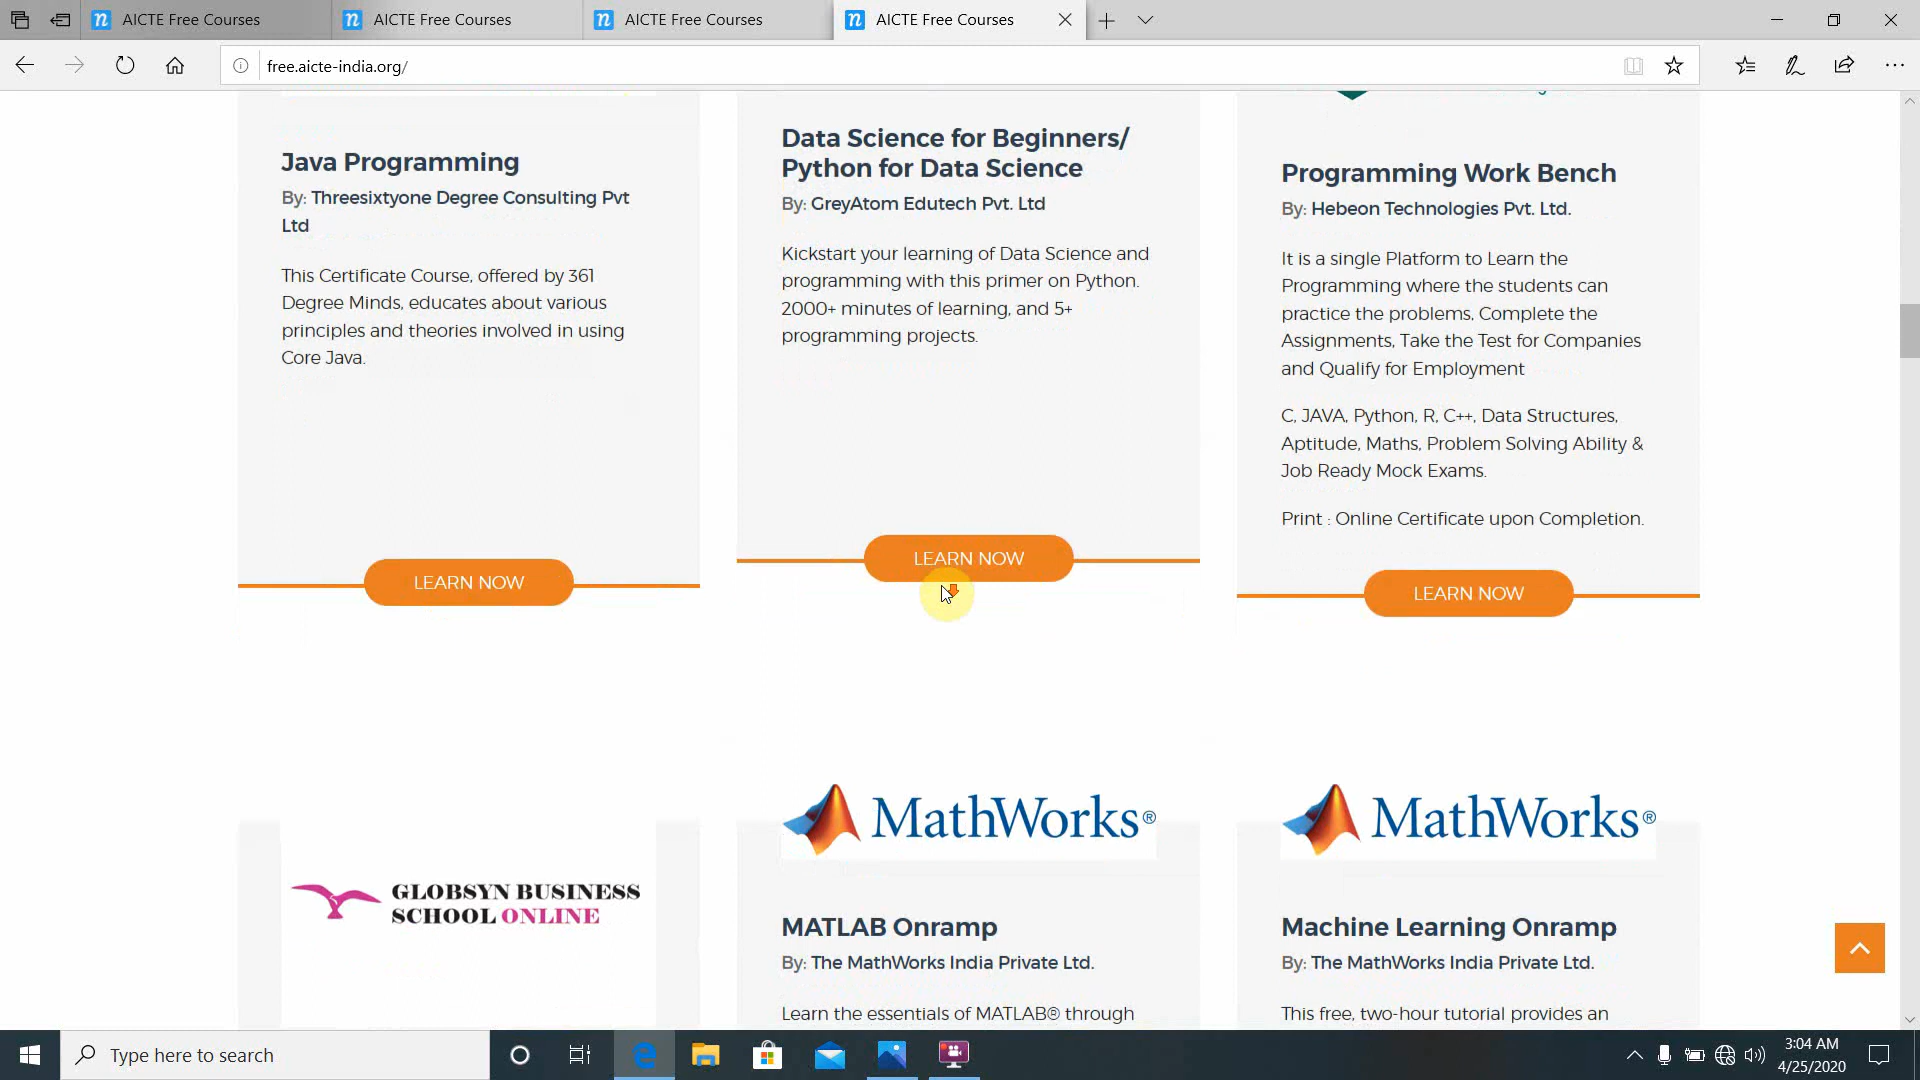 AICTE Free Courses
AICTE Free Courses
AICTE Free Courses
AICTE Free Courses
free.aicte-india.org/
Java Programming
By: Threesixtyone Degree Consulting Pvt
Ltd
This Certificate Course, offered by 361
Degree Minds, educates about various
principles and theories involved in using
Core Java.
LEARN NOW
Data Science for Beginners/
Python for Data Science
By: GreyAtom Edutech Pvt. Ltd
Kickstart your learning of Data Science and
programming with this primer on Python.
2000+ minutes of learning, and 5+
programming projects.
LEARN NOW
Programming Work Bench
By: Hebeon Technologies Pvt. Ltd.
It is a single Platform to Learn the
Programming where the students can
practice the problems, Complete the
Assignments, Take the Test for Companies
and Qualify for Employment
C, JAVA, Python, R, C++, Data Structures,
Aptitude, Maths, Problem Solving Ability &
Job Ready Mock Exams.
Print : Online Certificate upon Completion.
LEARN NOW
GLOBSYN BUSINESS
SCHOOL ONLINE
MathWorks®
MATLAB Onramp
By: The MathWorks India Private Ltd.
Learn the essentials of MATLAB® through
MathWorks®
Machine Learning Onramp
By: The MathWorks India Private Ltd.
This free, two-hour tutorial provides an
Type here to search
3:04 AM
4/25/2020